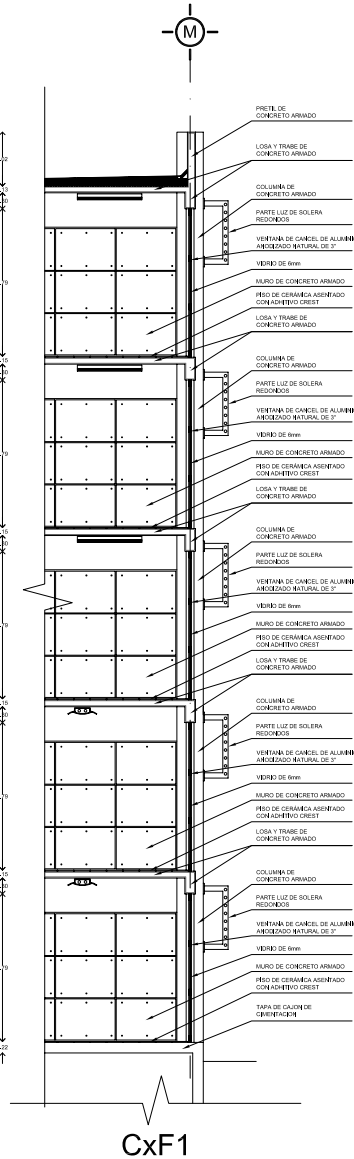 M
PRETIL DE
CONCRETO ARMADO
LOSA Y TRABE DE
CONCRETO ARMADO
COLUMNA DE
CONCRETO ARMADO
PARTE LUZ DE SOLERA
REDONDOS
VENTANA DE CANCEL DE ALUMINI
ANODIZADO NATURAL DE 3"
VIDRIO DE 6mm
MURO DE CONCRETO ARMADO
PISO DE CERÁMICA ASENTADO
CON ADHITIVO CREST
LOSA Y TRABE DE
CONCRETO ARMADO
COLUMNA DE
CONCRETO ARMADO
PARTE LUZ DE SOLERA
REDONDOS
VENTANA DE CANCEL DE ALUMINI
ANODIZADO NATURAL DE 3"
VIDRIO DE 6mm
MURO DE CONCRETO ARMADO
PISO DE CERÁMICA ASENTADO
CON ADHITIVO CREST
LOSA Y TRABE DE
CONCRETO ARMADO
COLUMNA DE
CONCRETO ARMADO
PARTE LUZ DE SOLERA
REDONDOS
VENTANA DE CANCEL DE ALUMINI
ANODIZADO NATURAL DE 3"
VIDRIO DE 6mm
MURO DE CONCRETO ARMADO
PISO DE CERÁMICA ASENTADO
CON ADHITIVO CREST
LOSA Y TRABE DE
CONCRETO ARMADO
COLUMNA DE
CONCRETO ARMADO
PARTE LUZ DE SOLERA
REDONDOS
VENTANA DE CANCEL DE ALUMINI
ANODIZADO NATURAL DE 3"
VIDRIO DE 6mm
MURO DE CONCRETO ARMADO
PISO DE CERÁMICA ASENTADO
CON ADHITIVO CREST
LOSA Y TRABE DE
CONCRETO ARMADO
COLUMNA DE
CONCRETO ARMADO
PARTE LUZ DE SOLERA
REDONDOS
VENTANA DE CANCEL DE ALUMINI
ANODIZADO NATURAL DE 3"
VIDRIO DE 6mm
MURO DE CONCRETO ARMADO
PISO DE CERÁMICA ASENTADO
CON ADHITIVO CREST
TAPA DE CAJON DE
CIMENTACION
CxF1